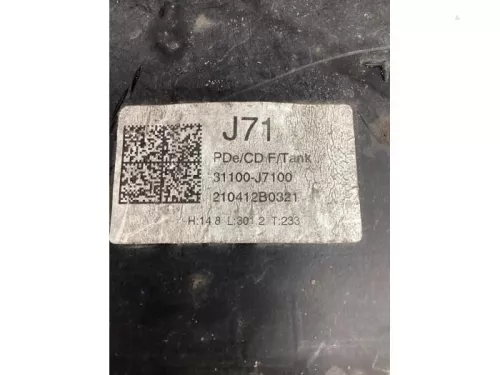 J71
PDe/CD F/Tank
31100-J7100
210412B0321
H:14.8 L:301.2 T:233